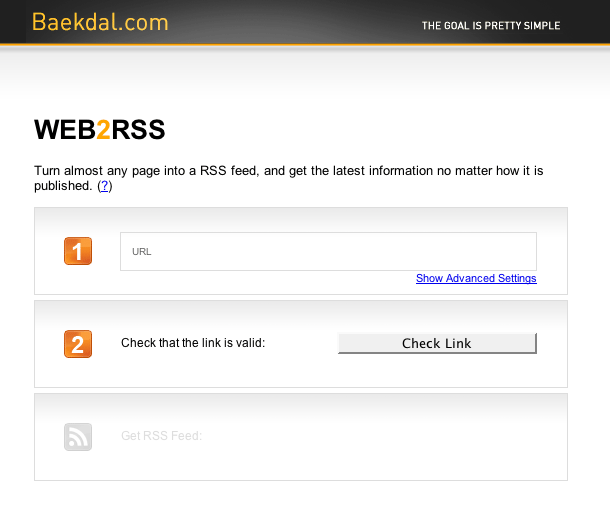 Baekdal.com
THE GOAL IS PRETTY SIMPLE
WEB2RSS
Turn almost any page into a RSS feed, and get the latest information no matter how it is
published. (?)
1
URL
Show Advanced Settings
2
Check that the link is valid:
Check Link
Get RSS Feed: